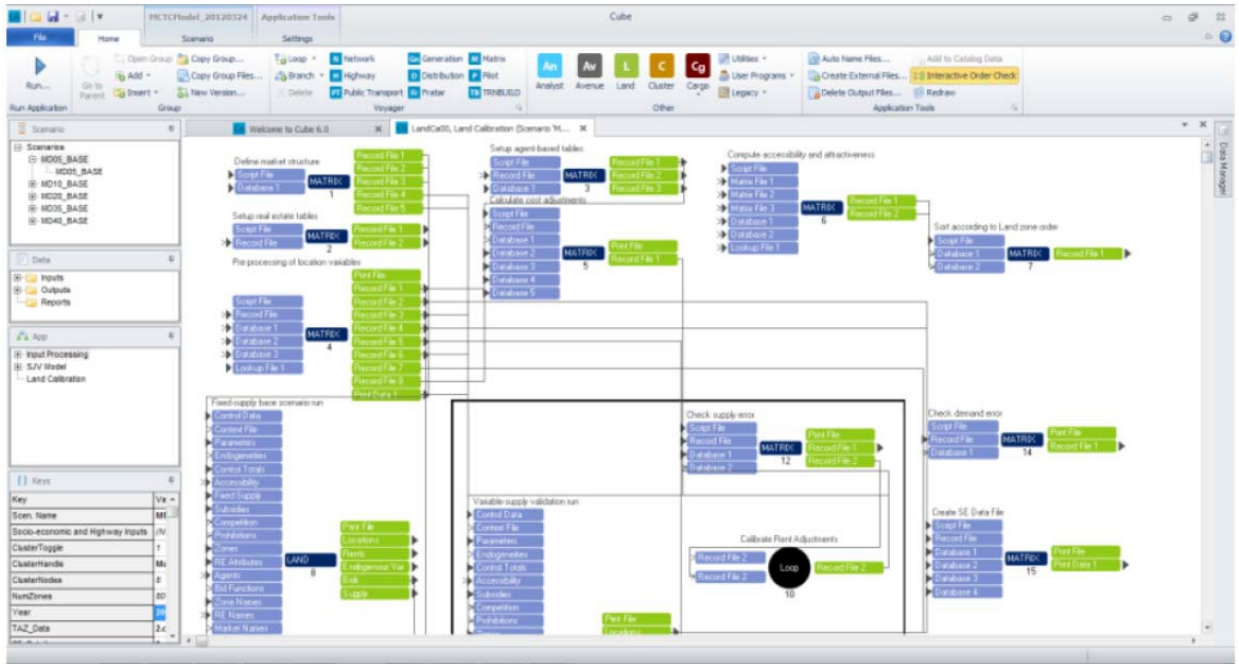 MCTCModel_20120324 Application Tools Cube
File Home Scenario Settings
Run... Run Application
Go to Parent Open Group Add Insert Copy Group... Copy Group Files... New Version... Group
Loop Branch Delete Network Highway Public Transport Generation Distribution Fratar Matrix Pilot TRNBUILD Voyager
An Analyst Av Avenue L Land C Cluster Cg Cargo Utilities User Programs Legacy Other
Auto Name Files... Create External Files... Delete Output Files... Add to Catalog Data Interactive Order Check Redraw Application Tools
Scenario
Scenarios
MD05_BASE
MD05_BASE
MD10_BASE
MD20_BASE
MD35_BASE
MD40_BASE
Data
Inputs
Outputs
Reports
App
Input Processing
SJV Model
Land Calibration
Keys
Key Va
Scen. Name
Socio-economic and Highway Inputs
ClusterToggle 1
ClusterHandle
ClusterNodes 8
NumZones
Year
TAZ_Data
Welcome to Cube 6.0
LandCa00, Land Calibration (Scenario 'M...
Data Manager
Define market structure
Script File
Database 1
MATRIX
1
Record File 1
Record File 2
Record File 3
Record File 4
Record File 5
Setup real estate tables
Script File
Record File
MATRIX
2
Record File 1
Record File 2
Pre processing of location variables
Script File
Record File
Database 1
Database 2
Database 3
Lookup File 1
MATRIX
4
Print File
Record File 1
Record File 2
Record File 3
Record File 4
Record File 5
Record File 6
Record File 7
Record File 8
Print Data 1
Setup agent-based tables
Script File
Record File
Database 1
MATRIX
3
Record File 1
Record File 2
Record File 3
Calculate cost adjustments
Script File
Record File
Database 1
Database 2
Database 3
Database 4
Database 5
MATRIX
5
Print File
Record File 1
Compute accessibility and attractiveness
Script File
Matrix File 1
Matrix File 2
Matrix File 3
Database 1
Database 2
Lookup File 1
MATRIX
6
Record File 1
Record File 2
Sort according to Land zone order
Script File
Database 1
Database 2
MATRIX
7
Record File 1
Fixed-supply base scenario run
Control Data
Context File
Parameters
Endogeneities
Control Totals
Accessibility
Fixed Supply
Subsidies
Competition
Prohibitions
Zones
RE Attributes
Agents
Bid Functions
Zone Names
RE Names
Market Names
LAND
8
Print File
Locations
Rents
Endogenous Var
Bids
Supply
Variable-supply validation run
Control Data
Context File
Parameters
Endogeneities
Control Totals
Accessibility
Subsidies
Competition
Prohibitions
Print File
Locations
Check supply error
Script File
Record File
Database 1
Database 2
MATRIX
12
Print File
Record File 1
Record File 2
Calibrate Rent Adjustments
Record File 2
Record File 2
Loop
10
Record File 2
Check demand error
Script File
Record File
Database 1
MATRIX
14
Print File
Record File 1
Create SE Data File
Script File
Record File
Database 1
Database 2
Database 3
Database 4
MATRIX
15
Print File
Print Data 1